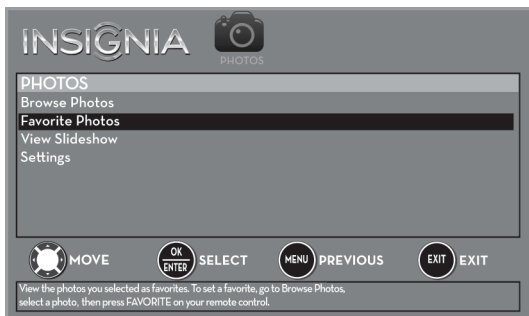 INSIGNIA
PHOTOS
PHOTOS
Browse Photos
Favorite Photos
View Slideshow
Settings
MOVE
OK
ENTER
SELECT
MENU
PREVIOUS
EXIT
EXIT
View the photos you selected as favorites. To set a favorite, go to Browse Photos,
select a photo, then press FAVORITE on your remote control.